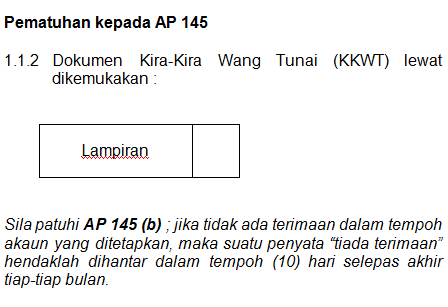 Pematuhan kepada AP 145
1.1.2 Dokumen Kira-Kira Wang Tunai (KKWT) lewat
dikemukakan :
Lampiran
Sila patuhi AP 145 (b) ; jika tidak ada terimaan dalam tempoh
akaun yang ditetapkan, maka suatu penyata “tiada terimaan”
hendaklah dihantar dalam tempoh (10) hari selepas akhir
tiap-tiap bulan.